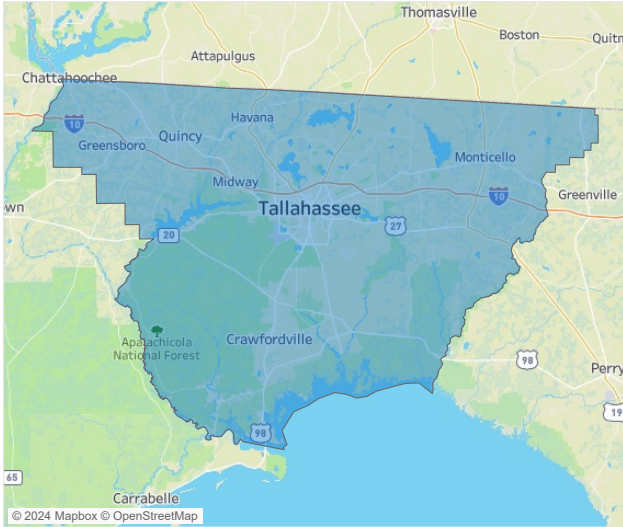 Thomasville
Boston
Quitm
Attapulgus
Chattahoochee
10
Havana
Quincy
Greensboro
Monticello
Midway
10
Greenville
own
Tallahassee
27
20
Apalachicola
National Forest
Crawfordville
98
Perry
19
98
65
Carrabelle
© 2024 Mapbox © OpenStreetMap